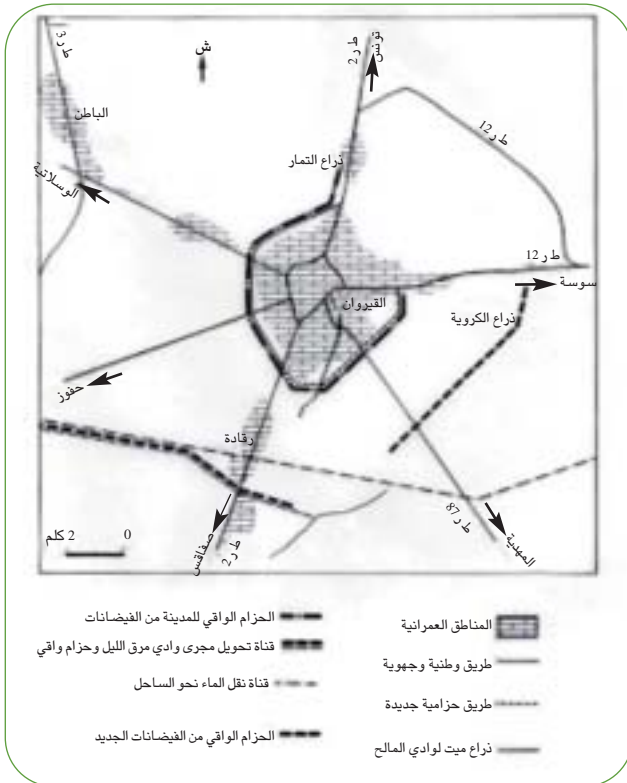 ط ر 3
ش
ط ر 2
تونس
الباطن
ط ر 12
ذراع التمار
الوسلاتية
ط ر 12
سوسة
القيروان
ذراع الكروية
حفوز
رقادة
ط ر 87
المهدية
صفاقس
ط ر 2
0 2 كلم
المناطق العمرانية
طريق وطنية وجهوية
طريق حزامية جديدة
ذراع ميت لوادي المالح
الحزام الواقي للمدينة من الفيضانات
قناة تحويل مجرى وادي مرق الليل وحزام واقي
قناة نقل الماء نحو الساحل
الحزام الواقي من الفيضانات الجديد